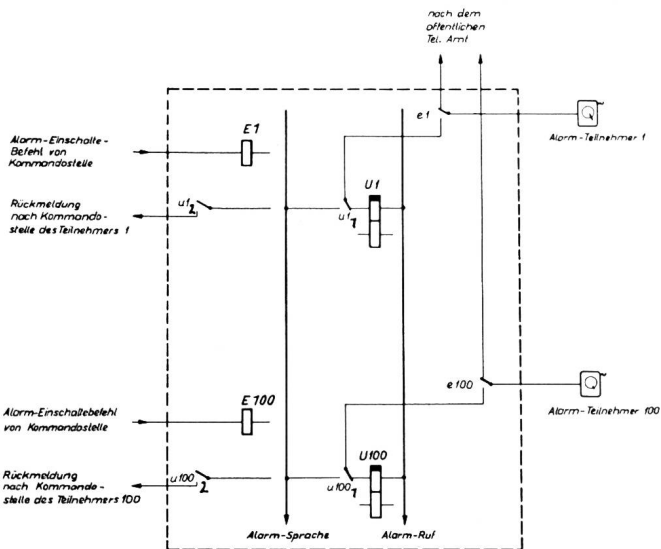 nach dem
öffentlichen
Tel. Amt
e1
Alarm-Teilnehmer 1
E1
Alarm-Einschalte-
Befehl von
Kommandostelle
U1
u1 2
u1 1
Rückmeldung
nach Kommando-
stelle des Teilnehmers 1
e100
Alarm-Teilnehmer 100
E100
Alarm-Einschaltebefehl
von Kommandostelle
U100
u100 2
u100 1
Rückmeldung
nach Kommando-
stelle des Teilnehmers 100
Alarm-Sprache
Alarm-Ruf